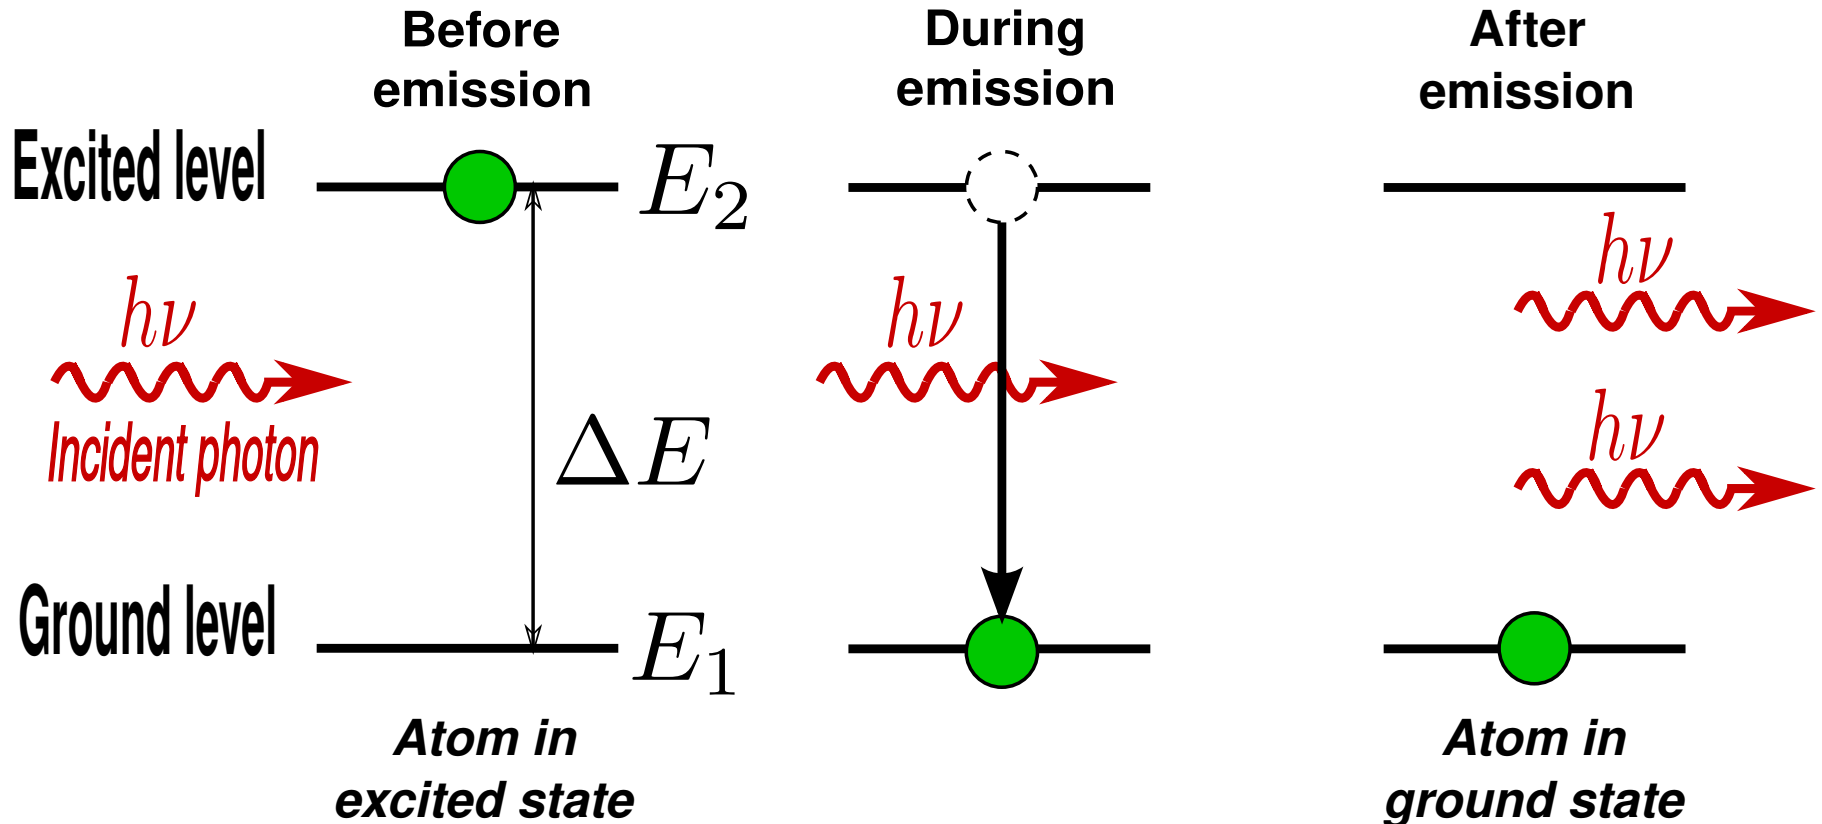 Before
emission
During
emission
After
emission
Excited level
E₂
hν
Incident photon
ΔE
hν
hν
hν
Ground level
E₁
Atom in
excited state
Atom in
ground state